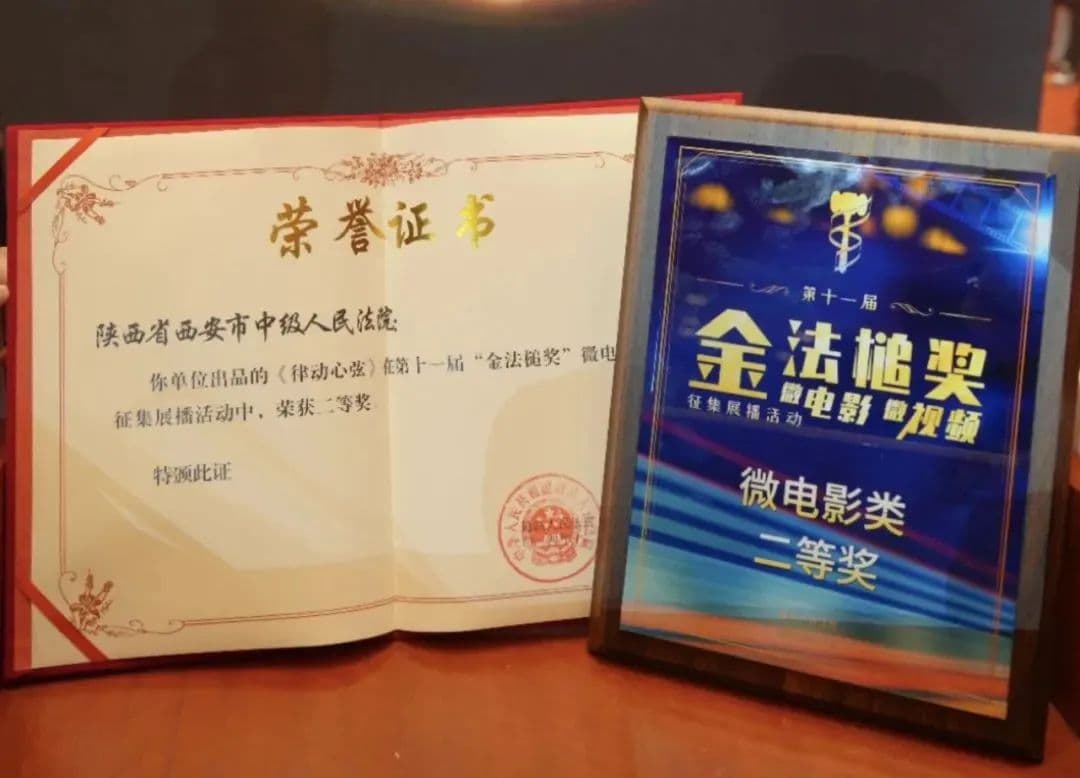 荣誉证书
陕西省西安市中级人民法院:
你单位出品的《律动心弦》在第十一届“金法槌奖”微电
征集展播活动中，荣获二等奖
特颁此证
第十一届
金法槌奖
征集展播活动 微电影 微视频
微电影类
二等奖